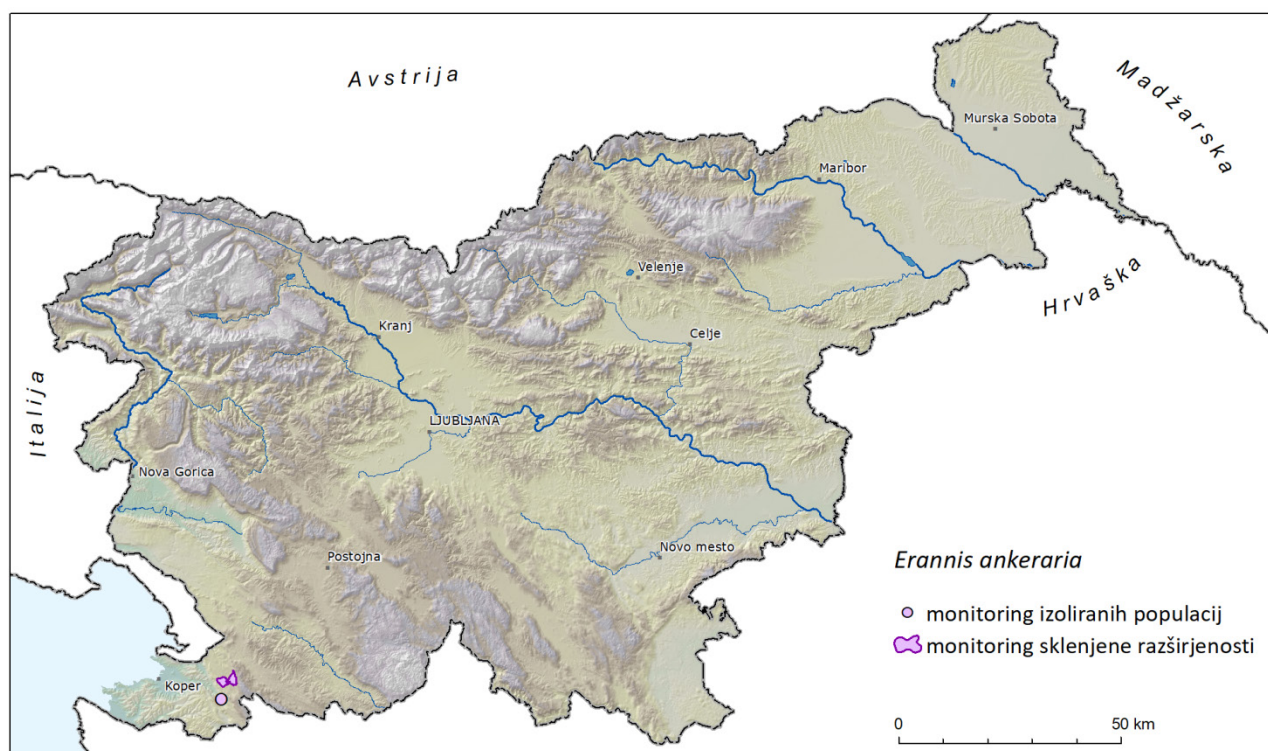 Avstrija
Madžarska
Murska Sobota
Maribor
Hrvaška
Velenje
Kranj
Celje
Italija
LJUBLJANA
Nova Gorica
Postojna
Novo mesto
Erannis ankeraria
monitoring izoliranih populacij
monitoring sklenjene razširjenosti
Koper
0 50 km